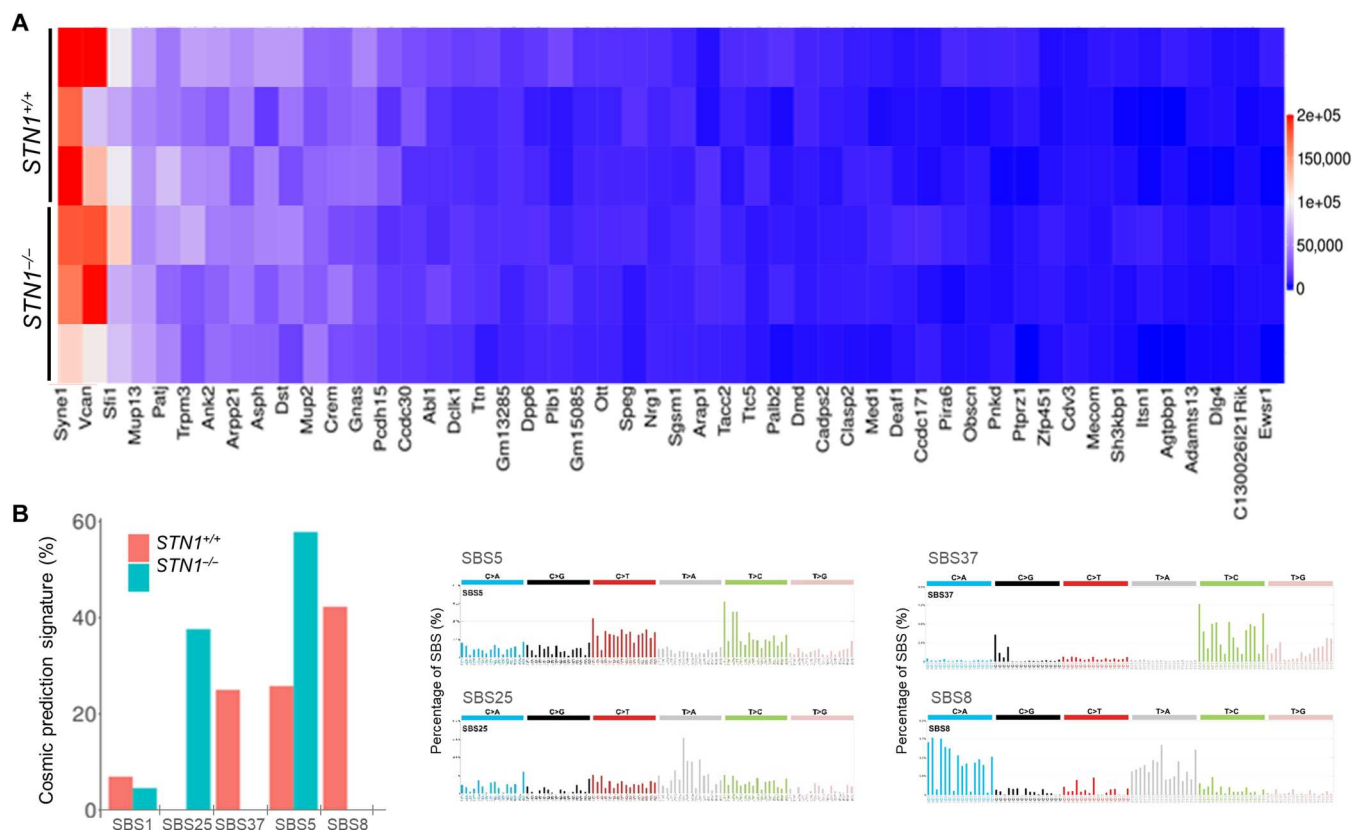 A
STN1+/+
STN1–/–
2e+05
150,000
1e+05
50,000
0
Syne1
Vcan
Sfi1
Mup13
Patj
Trpm3
Ank2
Arpp21
Asph
Dst
Mup2
Crem
Gnas
Pcdh15
Ccdc30
Abl1
Dclk1
Ttn
Gm13285
Dpp6
Plb1
Gm15085
Ott
Speg
Nrg1
Sgsm1
Arap1
Tacc2
Ttc5
Palb2
Dmd
Cadps2
Clasp2
Med1
Deaf1
Ccdc171
Pira6
Obscn
Pnkd
Ptprz1
Zfp451
Cdv3
Mecom
Sh3kbp1
Itsn1
Agtpbp1
Adamts13
Dlg4
C130026I21Rik
Ewsr1
B
Cosmic prediction signature (%)
60
40
20
0
STN1+/+
STN1–/–
SBS1 SBS25 SBS37 SBS5 SBS8
Percentage of SBS (%)
SBS5
C>A C>G C>T T>A T>C T>G
SBS5
SBS25
C>A C>G C>T T>A T>C T>G
SBS25
Percentage of SBS (%)
SBS37
C>A C>G C>T T>A T>C T>G
SBS37
SBS8
C>A C>G C>T T>A T>C T>G
SBS8